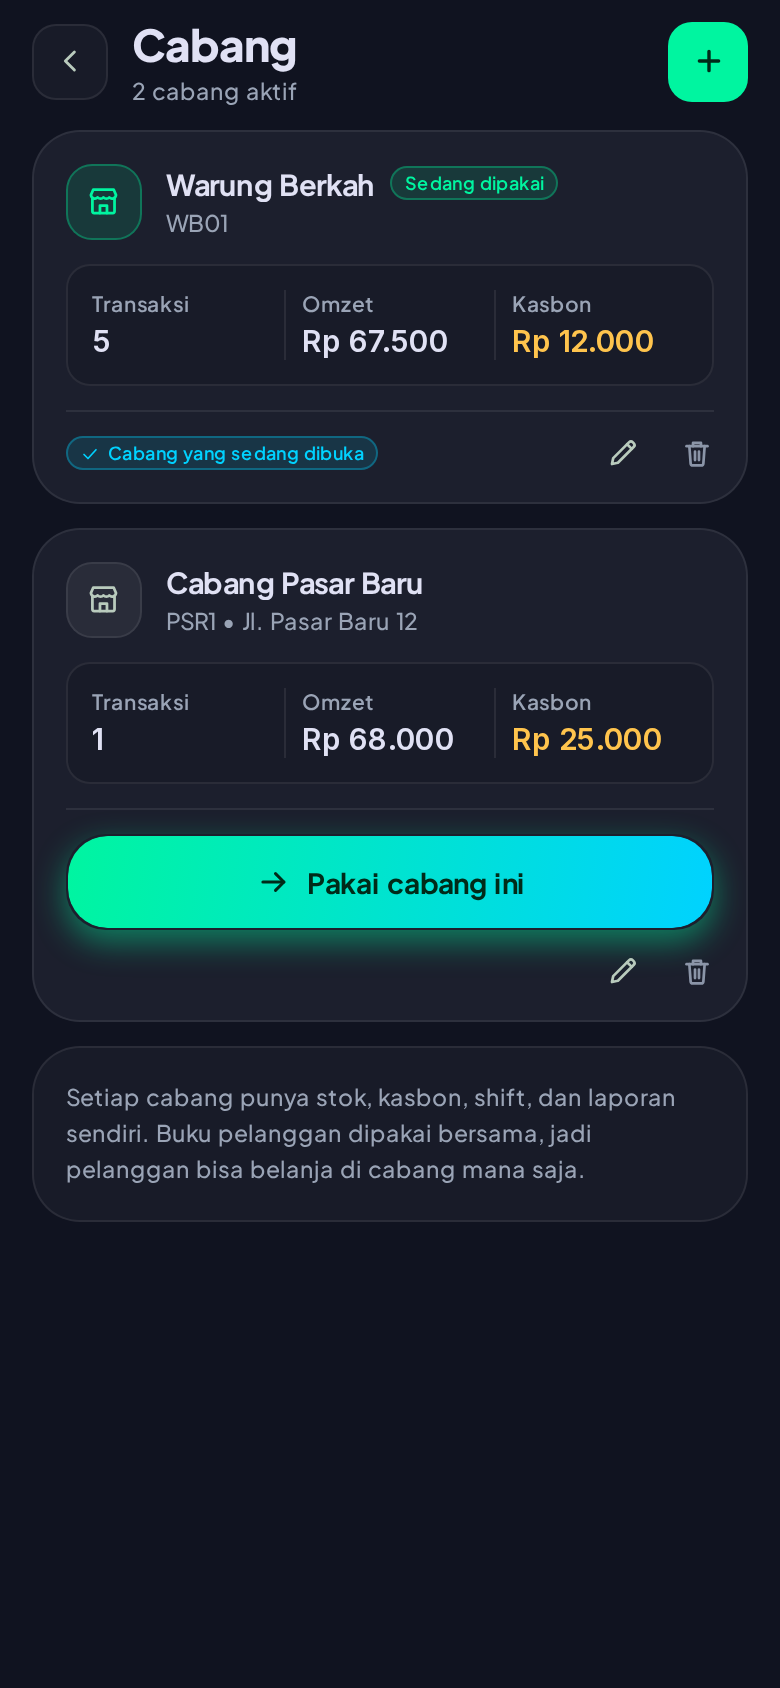 Cabang
2 cabang aktif
Warung Berkah Sedang dipakai
WB01
Transaksi Omzet Kasbon
5 Rp 67.500 Rp 12.000
Cabang yang sedang dibuka
Cabang Pasar Baru
PSR1 • Jl. Pasar Baru 12
Transaksi Omzet Kasbon
1 Rp 68.000 Rp 25.000
Pakai cabang ini
Setiap cabang punya stok, kasbon, shift, dan laporan
sendiri. Buku pelanggan dipakai bersama, jadi
pelanggan bisa belanja di cabang mana saja.